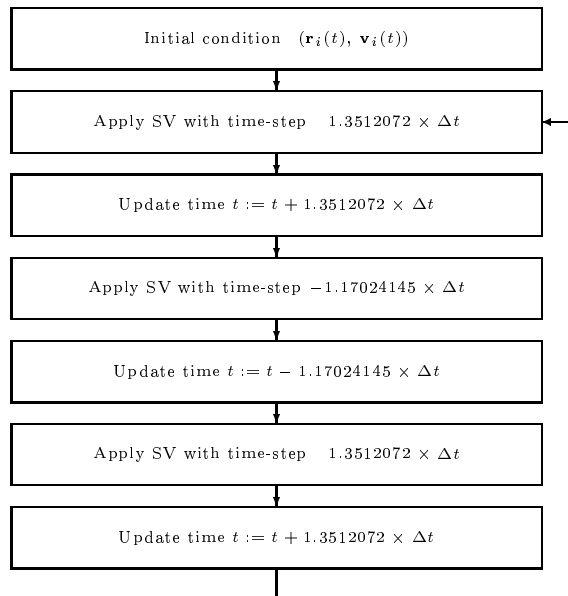 Initial condition (𝐫ᵢ(t), 𝐯ᵢ(t))
Apply SV with time-step 1.3512072 × Δt
Update time t := t + 1.3512072 × Δt
Apply SV with time-step −1.17024145 × Δt
Update time t := t − 1.17024145 × Δt
Apply SV with time-step 1.3512072 × Δt
Update time t := t + 1.3512072 × Δt